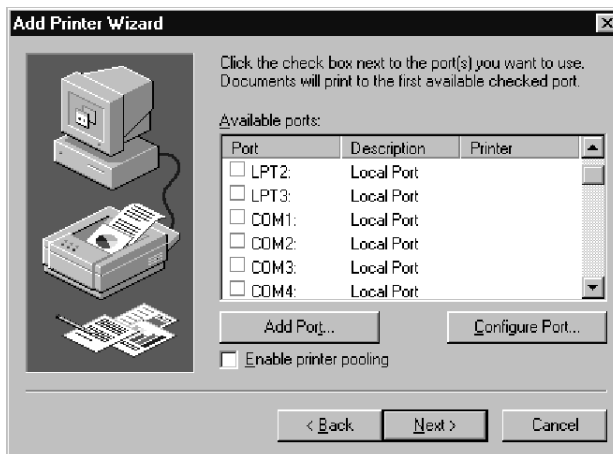 Add Printer Wizard
Click the check box next to the port(s) you want to use.
Documents will print to the first available checked port.
Available ports:
Port Description Printer
LPT2: Local Port
LPT3: Local Port
COM1: Local Port
COM2: Local Port
COM3: Local Port
COM4: Local Port
Add Port... Configure Port...
Enable printer pooling
< Back Next > Cancel